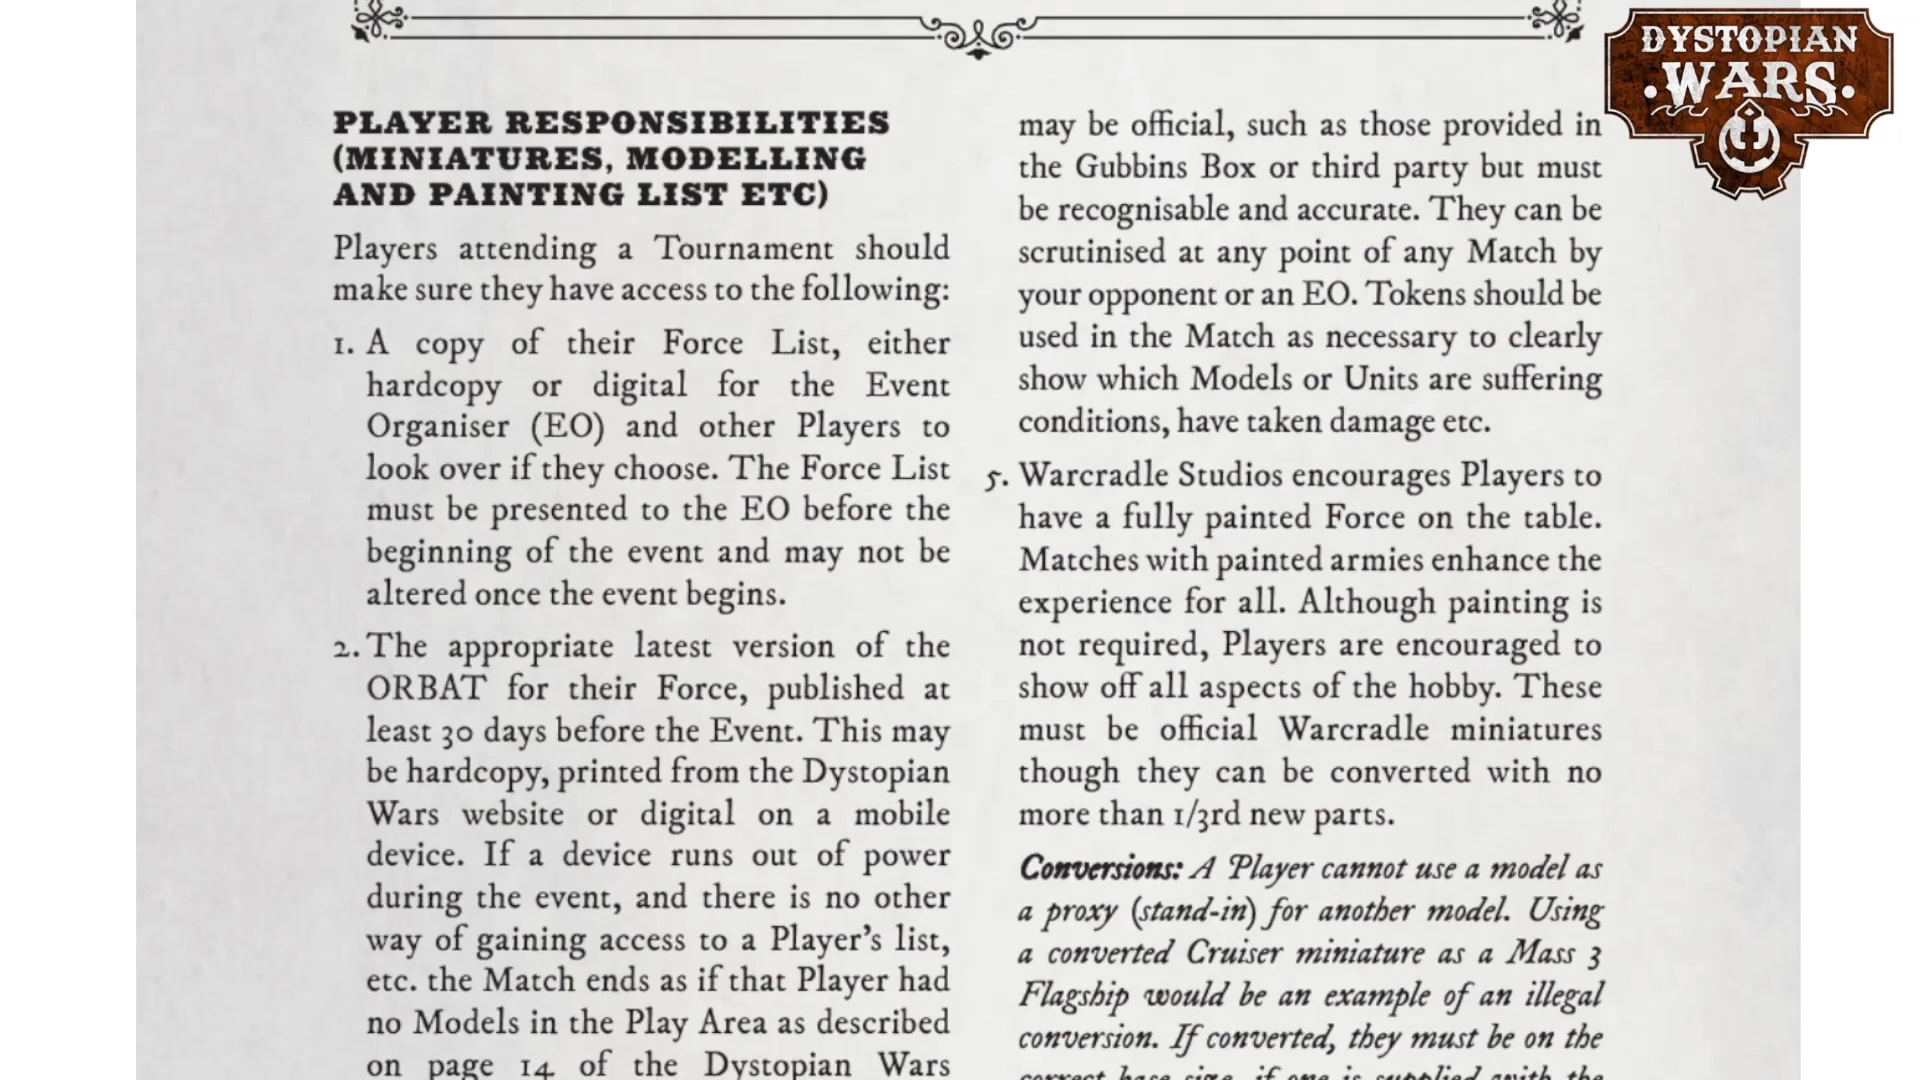 PLAYER RESPONSIBILITIES
(MINIATURES, MODELLING
AND PAINTING LIST ETC)
Players attending a Tournament should
make sure they have access to the following:
1. A copy of their Force List, either
hardcopy or digital for the Event
Organiser (EO) and other Players to
look over if they choose. The Force List
must be presented to the EO before the
beginning of the event and may not be
altered once the event begins.
2. The appropriate latest version of the
ORBAT for their Force, published at
least 30 days before the Event. This may
be hardcopy, printed from the Dystopian
Wars website or digital on a mobile
device. If a device runs out of power
during the event, and there is no other
way of gaining access to a Player's list,
etc. the Match ends as if that Player had
no Models in the Play Area as described
on page 14 of the Dystopian Wars
may be official, such as those provided in
the Gubbins Box or third party but must
be recognisable and accurate. They can be
scrutinised at any point of any Match by
your opponent or an EO. Tokens should be
used in the Match as necessary to clearly
show which Models or Units are suffering
conditions, have taken damage etc.
5. Warcradle Studios encourages Players to
have a fully painted Force on the table.
Matches with painted armies enhance the
experience for all. Although painting is
not required, Players are encouraged to
show off all aspects of the hobby. These
must be official Warcradle miniatures
though they can be converted with no
more than 1/3rd new parts.
Conversions: A Player cannot use a model as
a proxy (stand-in) for another model. Using
a converted Cruiser miniature as a Mass 3
Flagship would be an example of an illegal
conversion. If converted, they must be on the
correct base size, if one is supplied with the
DYSTOPIAN
WARS